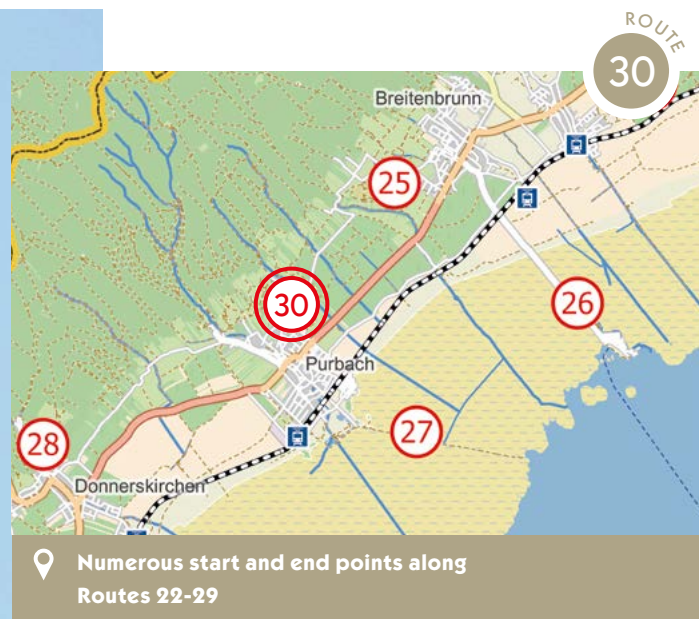 ROUTE
30
Breitenbrunn
25
30
26
Purbach
27
28
Donnerskirchen
Numerous start and end points along
Routes 22-29